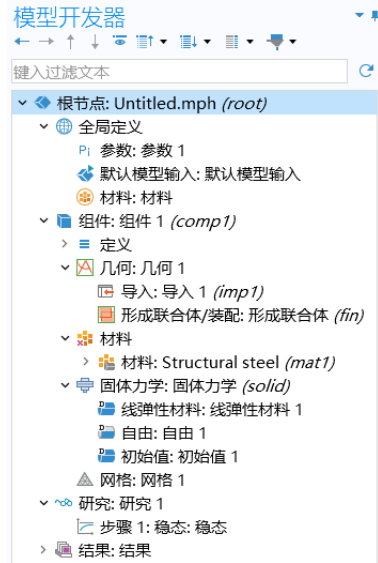 模型开发器
键入过滤文本
根节点: Untitled.mph (root)
全局定义
Pi 参数: 参数 1
默认模型输入: 默认模型输入
材料: 材料
组件: 组件 1 (comp1)
定义
几何: 几何 1
导入: 导入 1 (imp1)
形成联合体/装配: 形成联合体 (fin)
材料
材料: Structural steel (mat1)
固体力学: 固体力学 (solid)
线弹性材料: 线弹性材料 1
自由: 自由 1
初始值: 初始值 1
网格: 网格 1
研究: 研究 1
步骤 1: 稳态: 稳态
结果: 结果